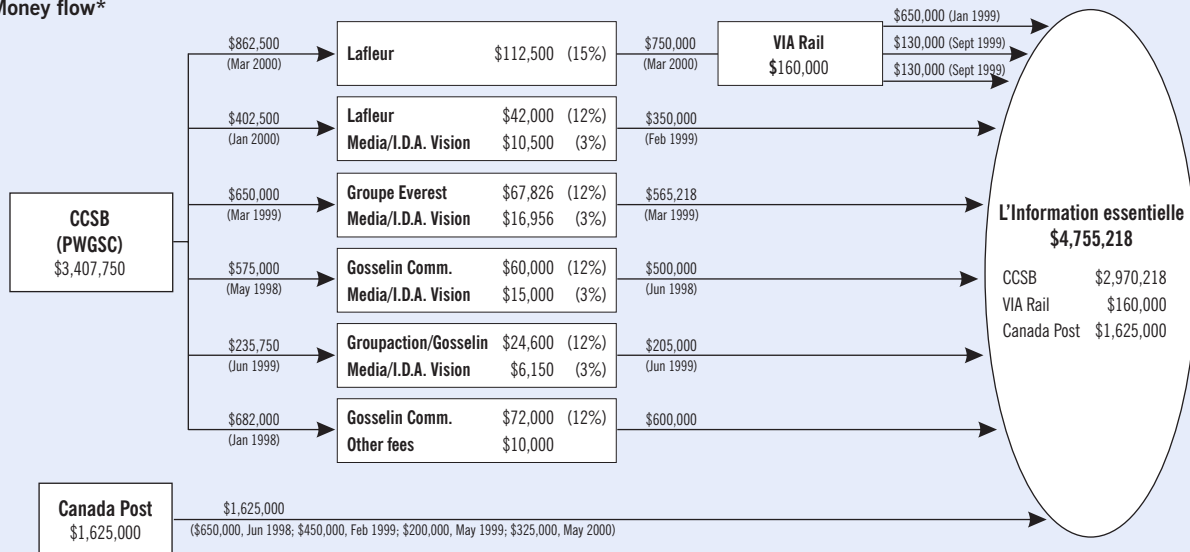 Money flow*
$862,500
(Mar 2000)
Lafleur $112,500 (15%)
$750,000
(Mar 2000)
VIA Rail
$160,000
$650,000 (Jan 1999)
$130,000 (Sept 1999)
$130,000 (Sept 1999)
$402,500
(Jan 2000)
Lafleur $42,000 (12%)
Media/I.D.A. Vision $10,500 (3%)
$350,000
(Feb 1999)
CCSB
(PWGSC)
$3,407,750
$650,000
(Mar 1999)
Groupe Everest $67,826 (12%)
Media/I.D.A. Vision $16,956 (3%)
$565,218
(Mar 1999)
$575,000
(May 1998)
Gosselin Comm. $60,000 (12%)
Media/I.D.A. Vision $15,000 (3%)
$500,000
(Jun 1998)
$235,750
(Jun 1999)
Groupaction/Gosselin $24,600 (12%)
Media/I.D.A. Vision $6,150 (3%)
$205,000
(Jun 1999)
$682,000
(Jan 1998)
Gosselin Comm. $72,000 (12%)
Other fees $10,000
$600,000
L'Information essentielle
$4,755,218
CCSB $2,970,218
VIA Rail $160,000
Canada Post $1,625,000
Canada Post
$1,625,000
$1,625,000
($650,000, Jun 1998; $450,000, Feb 1999; $200,000, May 1999; $325,000, May 2000)